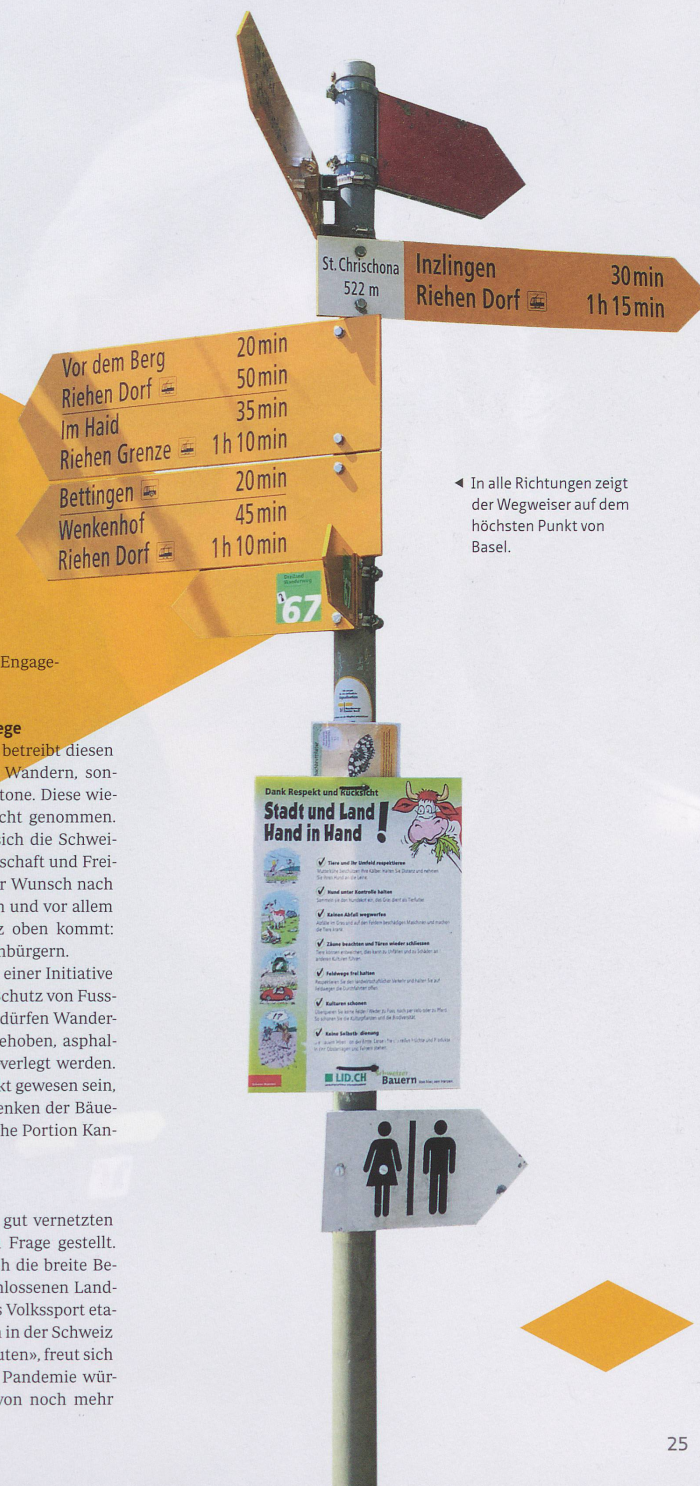 St. Chrischona
522 m
Inzlingen 30 min
Riehen Dorf 1 h 15 min
Vor dem Berg 20 min
Riehen Dorf 50 min
Im Haid 35 min
Riehen Grenze 1 h 10 min
Bettingen 20 min
Wenkenhof 45 min
Riehen Dorf 1 h 10 min
67
◄ In alle Richtungen zeigt
der Wegweiser auf dem
höchsten Punkt von
Basel.
Engage-
ege
betreibt diesen
Wandern, son-
tone. Diese wie-
cht genommen.
sich die Schwei-
schaft und Frei-
r Wunsch nach
n und vor allem
z oben kommt:
nbürgern.
einer Initiative
Schutz von Fuss-
dürfen Wander-
ehoben, asphal-
verlegt werden.
kt gewesen sein,
enken der Bäue-
he Portion Kan-
gut vernetzten
Frage gestellt.
h die breite Be-
hlossenen Land-
s Volkssport eta-
n in der Schweiz
uten», freut sich
Pandemie wür-
von noch mehr
Dank Respekt und Rücksicht
Stadt und Land
Hand in Hand !
Tiere und ihr Umfeld respektieren
Hund unter Kontrolle halten
Keinen Abfall wegwerfen
Zäune beachten und Türen wieder schliessen
Feldwege frei halten
Kulturen schonen
Keine Selbstbedienung
LID.CH
Schweizer
Bauern
25